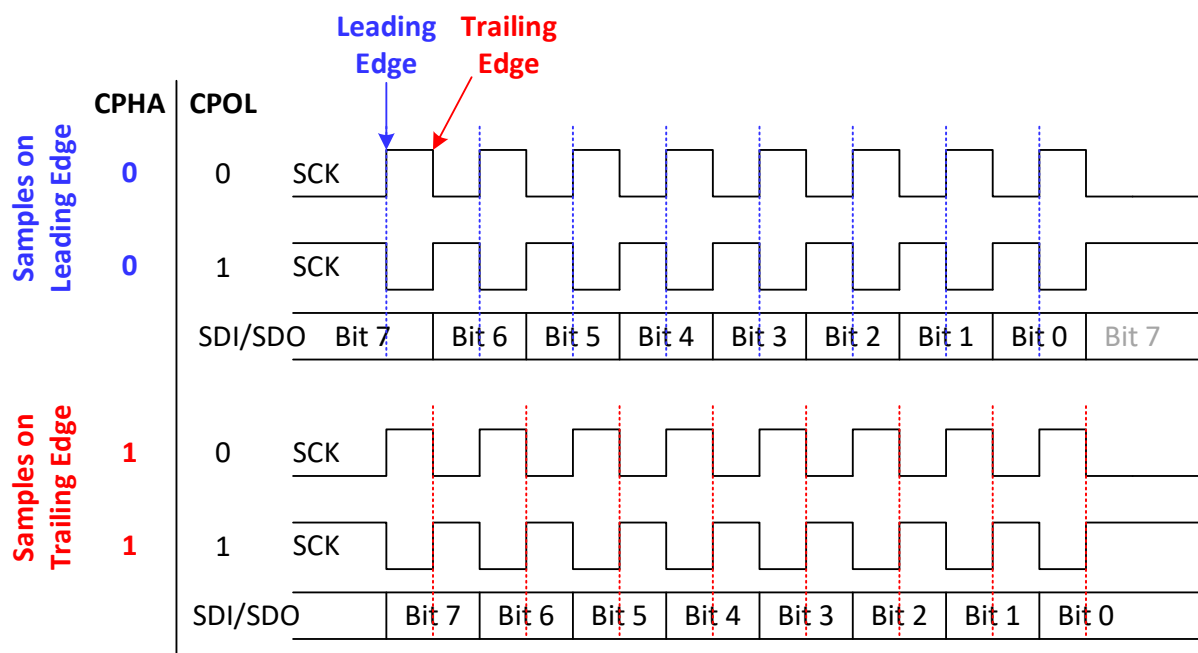 Leading Trailing
Edge Edge
CPHA CPOL
Samples on
Leading Edge
0 0 SCK
0 1 SCK
SDI/SDO Bit 7 Bit 6 Bit 5 Bit 4 Bit 3 Bit 2 Bit 1 Bit 0 Bit 7
Samples on
Trailing Edge
1 0 SCK
1 1 SCK
SDI/SDO Bit 7 Bit 6 Bit 5 Bit 4 Bit 3 Bit 2 Bit 1 Bit 0